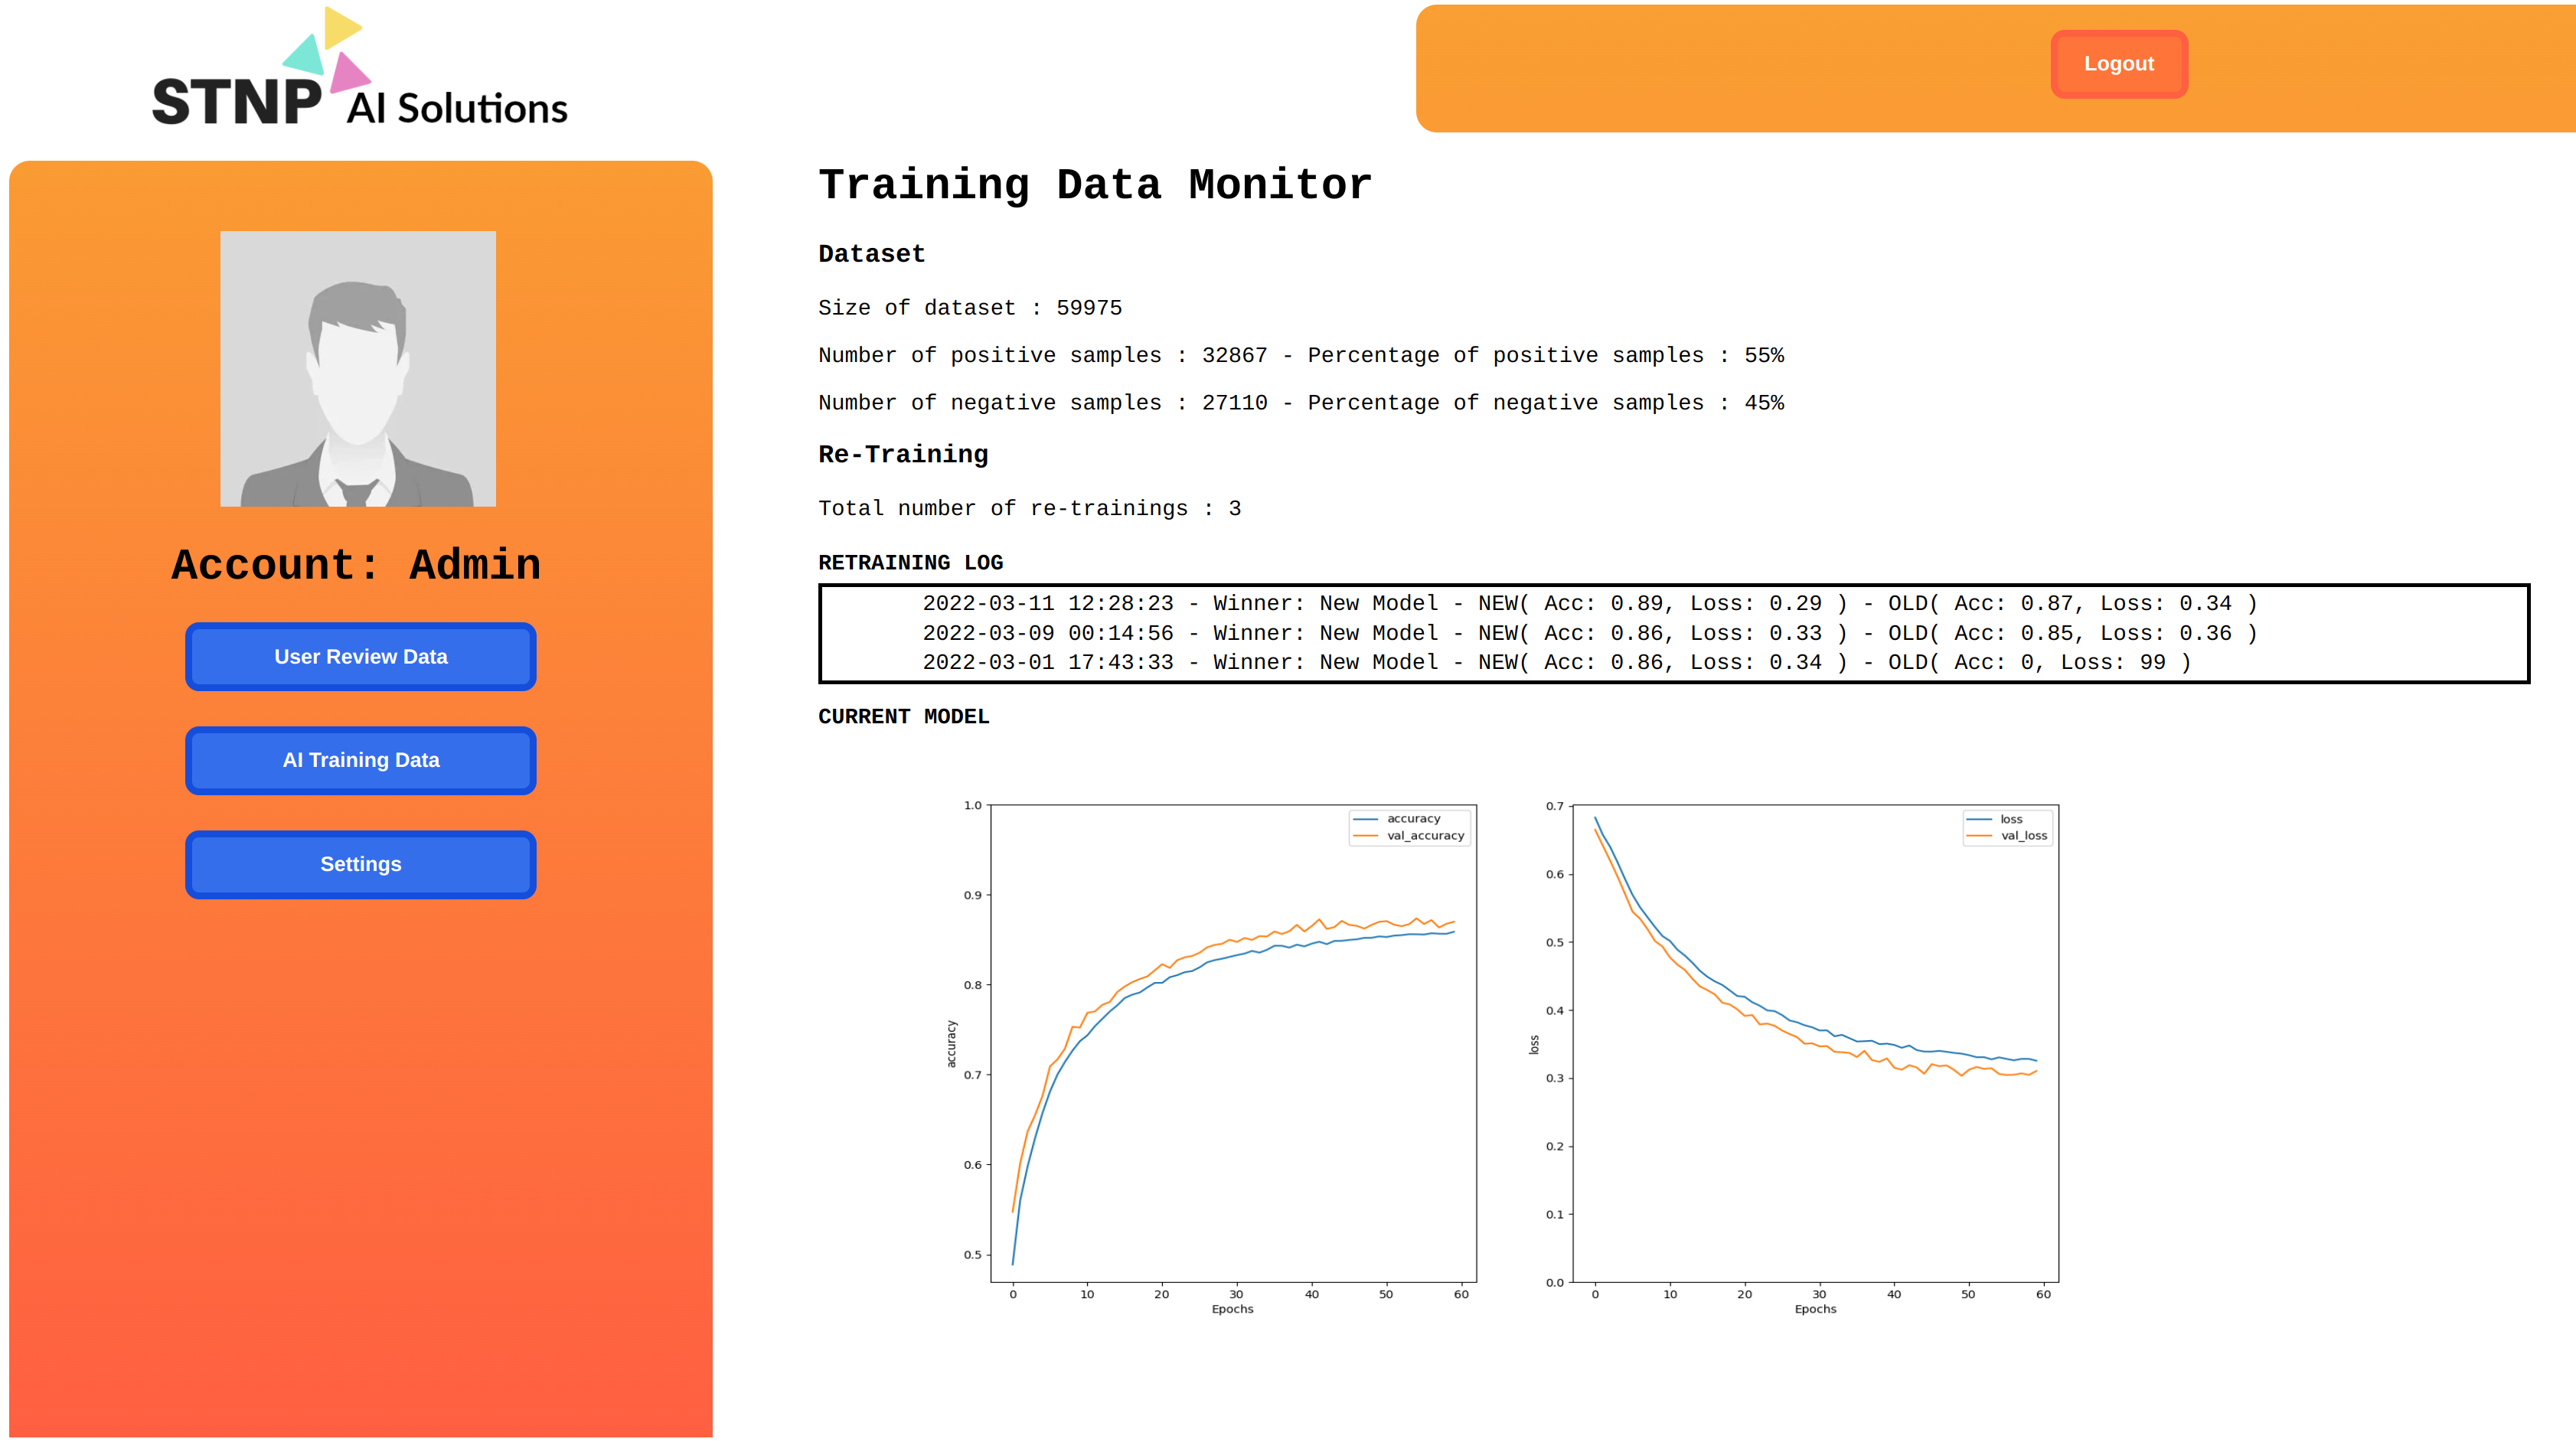 STNP AI Solutions
Logout
Account: Admin
User Review Data
AI Training Data
Settings
Training Data Monitor
Dataset
Size of dataset : 59975
Number of positive samples : 32867 - Percentage of positive samples : 55%
Number of negative samples : 27110 - Percentage of negative samples : 45%
Re-Training
Total number of re-trainings : 3
RETRAINING LOG
2022-03-11 12:28:23 - Winner: New Model - NEW( Acc: 0.89, Loss: 0.29 ) - OLD( Acc: 0.87, Loss: 0.34 )
2022-03-09 00:14:56 - Winner: New Model - NEW( Acc: 0.86, Loss: 0.33 ) - OLD( Acc: 0.85, Loss: 0.36 )
2022-03-01 17:43:33 - Winner: New Model - NEW( Acc: 0.86, Loss: 0.34 ) - OLD( Acc: 0, Loss: 99 )
CURRENT MODEL
accuracy
val_accuracy
1.0
0.9
0.8
0.7
0.6
0.5
accuracy
0 10 20 30 40 50 60
Epochs
loss
val_loss
0.7
0.6
0.5
0.4
0.3
0.2
0.1
0.0
loss
0 10 20 30 40 50 60
Epochs